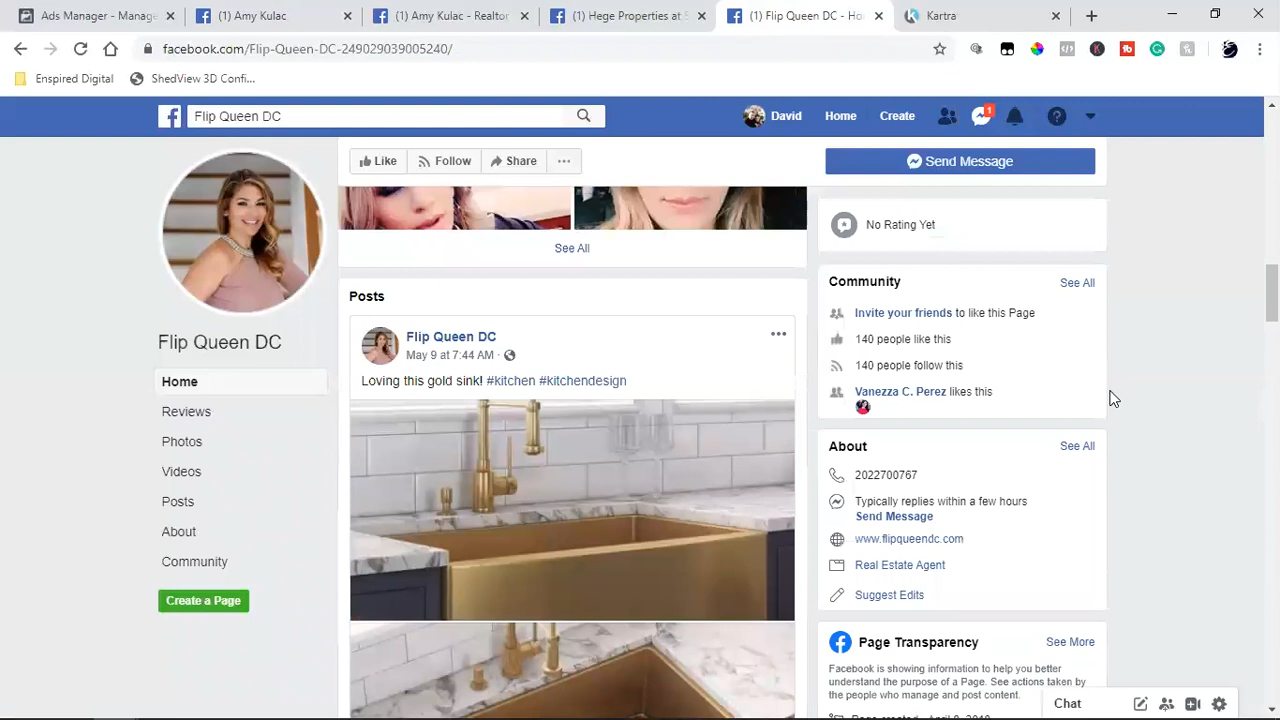 Ads Manager - Manage
(1) Amy Kulac
(1) Amy Kulac - Realtor
(1) Hege Properties at S
(1) Flip Queen DC - Ho
Kartra
facebook.com/Flip-Queen-DC-249029039005240/
Enspired Digital
ShedView 3D Confi...
Flip Queen DC
David
Home
Create
1
Like
Follow
Share
Send Message
See All
No Rating Yet
Flip Queen DC
Home
Reviews
Photos
Videos
Posts
About
Community
Create a Page
Posts
Flip Queen DC
May 9 at 7:44 AM ·
Loving this gold sink! #kitchen #kitchendesign
Community
See All
Invite your friends to like this Page
140 people like this
140 people follow this
Vanezza C. Perez likes this
About
See All
2022700767
Typically replies within a few hours
Send Message
www.flipqueendc.com
Real Estate Agent
Suggest Edits
Page Transparency
See More
Facebook is showing information to help you better
understand the purpose of a Page. See actions taken by
the people who manage and post content.
Chat